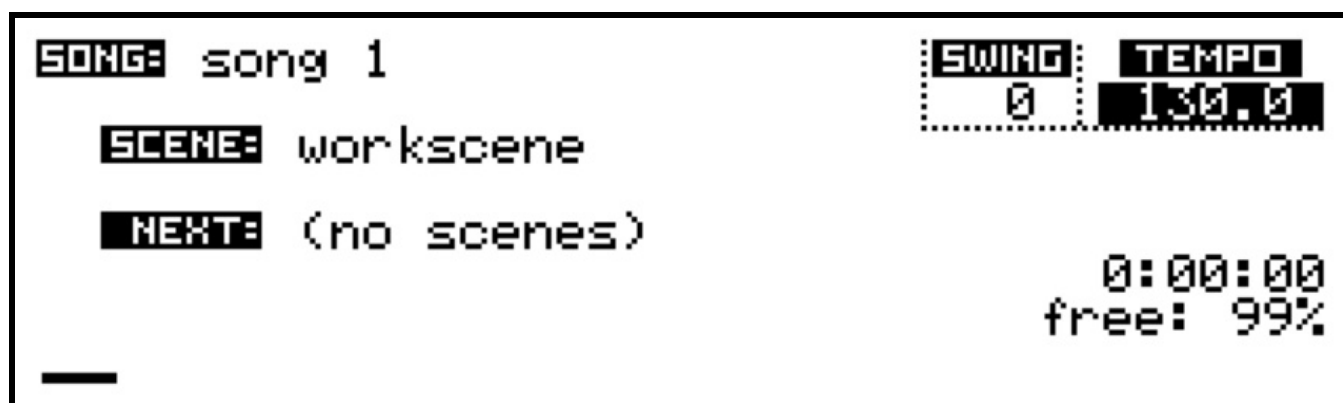 SONG: song 1
SWING TEMPO
0 130.0
SCENE: workscene
NEXT: (no scenes)
0:00:00
free: 99%